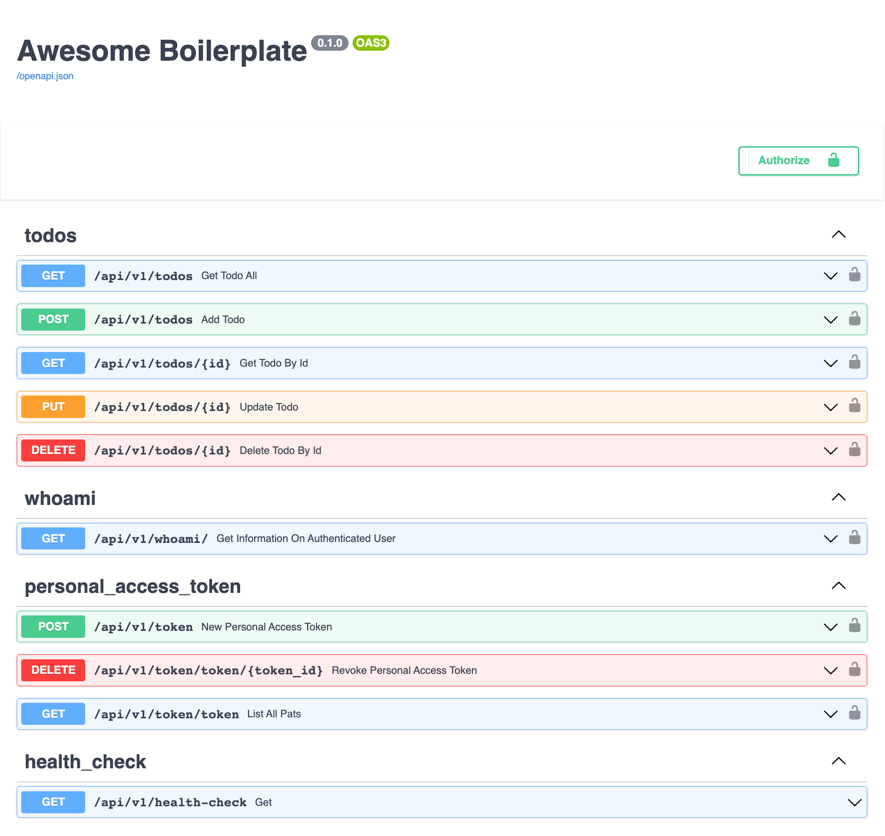 Awesome Boilerplate 0.1.0 OAS3
/openapi.json
Authorize
todos
GET /api/v1/todos Get Todo All
POST /api/v1/todos Add Todo
GET /api/v1/todos/{id} Get Todo By Id
PUT /api/v1/todos/{id} Update Todo
DELETE /api/v1/todos/{id} Delete Todo By Id
whoami
GET /api/v1/whoami/ Get Information On Authenticated User
personal_access_token
POST /api/v1/token New Personal Access Token
DELETE /api/v1/token/token/{token_id} Revoke Personal Access Token
GET /api/v1/token/token List All Pats
health_check
GET /api/v1/health-check Get